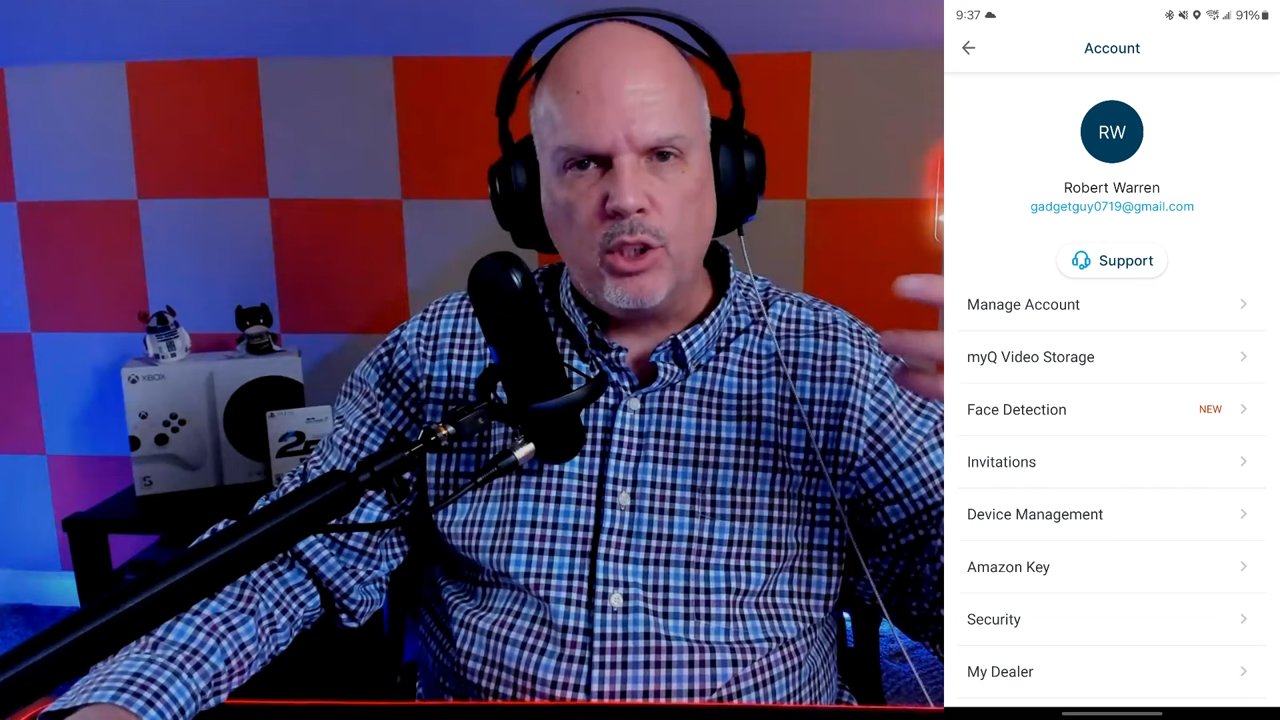 XBOX
S
2
9:37
91%
Account
RW
Robert Warren
gadgetguy0719@gmail.com
Support
Manage Account
myQ Video Storage
Face Detection NEW
Invitations
Device Management
Amazon Key
Security
My Dealer